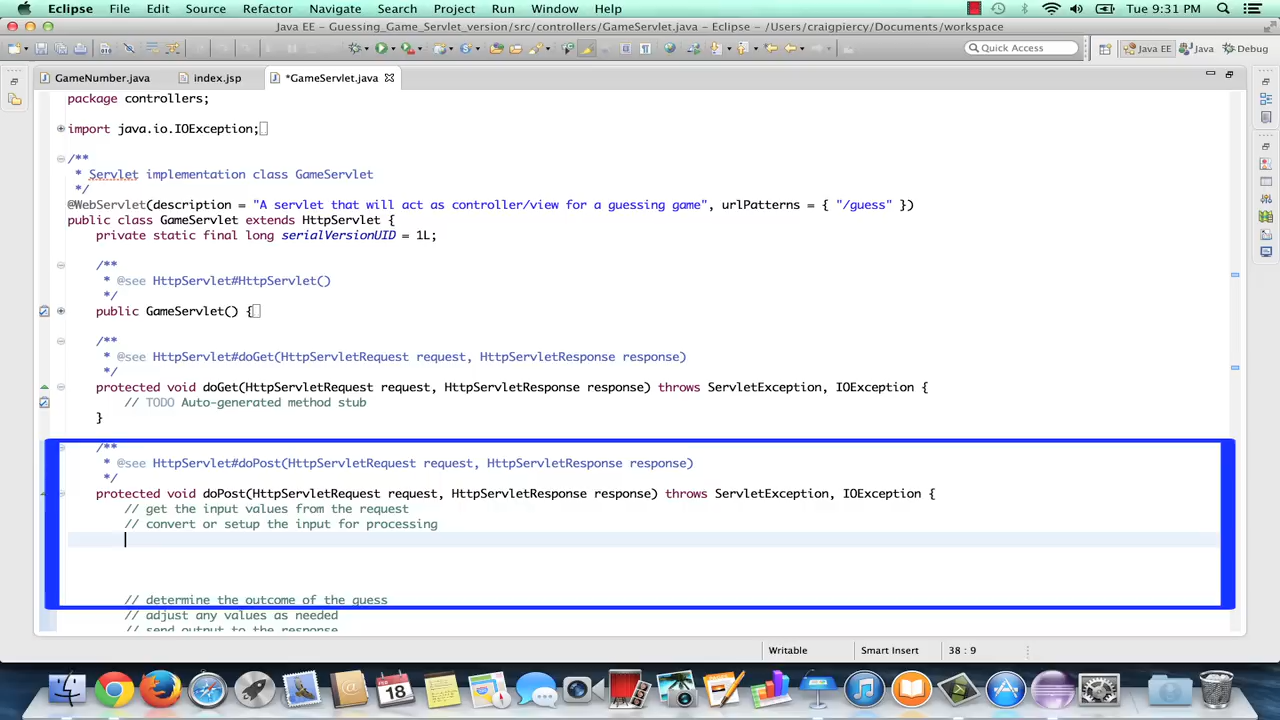 Eclipse File Edit Source Refactor Navigate Search Project Run Window Help Tue 9:31 PM
Java EE - Guessing_Game_Servlet_version/src/controllers/GameServlet.java - Eclipse - /Users/craigpiercy/Documents/workspace
Quick Access Java EE Java Debug
GameNumber.java index.jsp *GameServlet.java
package controllers;
import java.io.IOException;
/**
* Servlet implementation class GameServlet
*/
@WebServlet(description = "A servlet that will act as controller/view for a guessing game", urlPatterns = { "/guess" })
public class GameServlet extends HttpServlet {
private static final long serialVersionUID = 1L;
/**
* @see HttpServlet#HttpServlet()
*/
public GameServlet() {
/**
* @see HttpServlet#doGet(HttpServletRequest request, HttpServletResponse response)
*/
protected void doGet(HttpServletRequest request, HttpServletResponse response) throws ServletException, IOException {
// TODO Auto-generated method stub
}
/**
* @see HttpServlet#doPost(HttpServletRequest request, HttpServletResponse response)
*/
protected void doPost(HttpServletRequest request, HttpServletResponse response) throws ServletException, IOException {
// get the input values from the request
// convert or setup the input for processing
// determine the outcome of the guess
// adjust any values as needed
// send output to the response
Writable Smart Insert 38 : 9
FEB
18